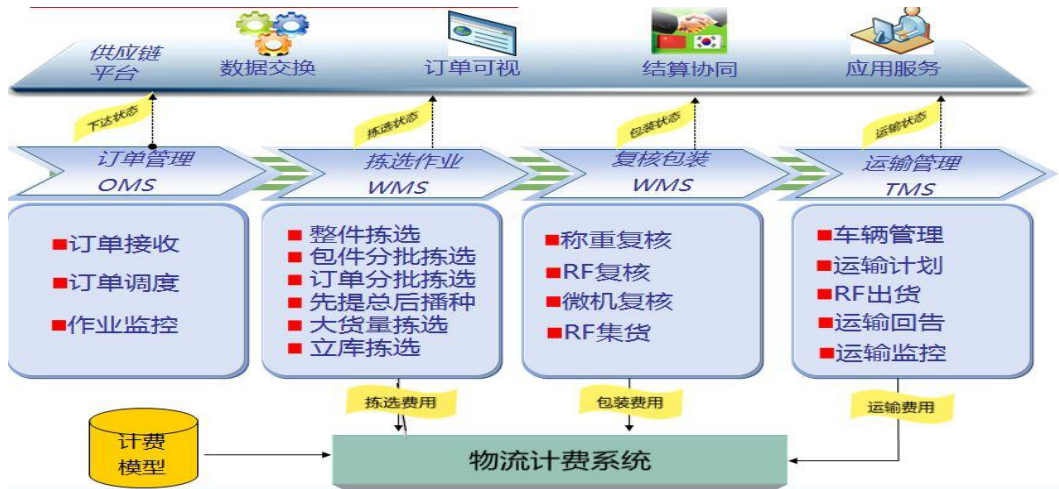 供应链
平台
数据交换
订单可视
结算协同
应用服务
下达状态
拣选状态
包装状态
运输状态
订单管理
OMS
拣选作业
WMS
复核包装
WMS
运输管理
TMS
订单接收
订单调度
作业监控
整件拣选
包件分批拣选
订单分批拣选
先提总后播种
大货量拣选
立库拣选
称重复核
RF复核
微机复核
RF集货
车辆管理
运输计划
RF出货
运输回告
运输监控
拣选费用
包装费用
运输费用
计费
模型
物流计费系统